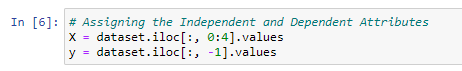 In [6]: # Assigning the Independent and Dependent Attributes
X = dataset.iloc[:, 0:4].values
y = dataset.iloc[:, -1].values